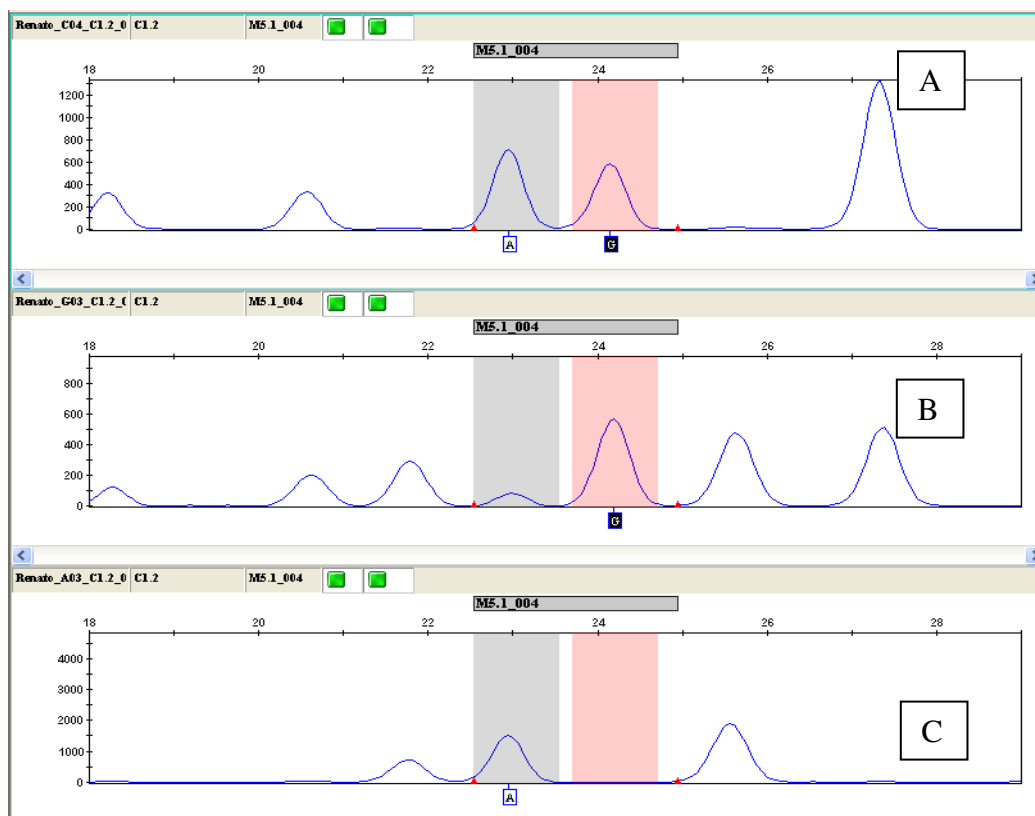 Renato_C04_C1.2_0 C1.2 M5.1_004
M5.1_004
18 20 22 24 26
A
1200
1000
800
600
400
200
0
A G
Renato_G03_C1.2_0 C1.2 M5.1_004
M5.1_004
18 20 22 24 26 28
B
800
600
400
200
0
G
Renato_A03_C1.2_0 C1.2 M5.1_004
M5.1_004
18 20 22 24 26 28
C
4000
3000
2000
1000
0
A